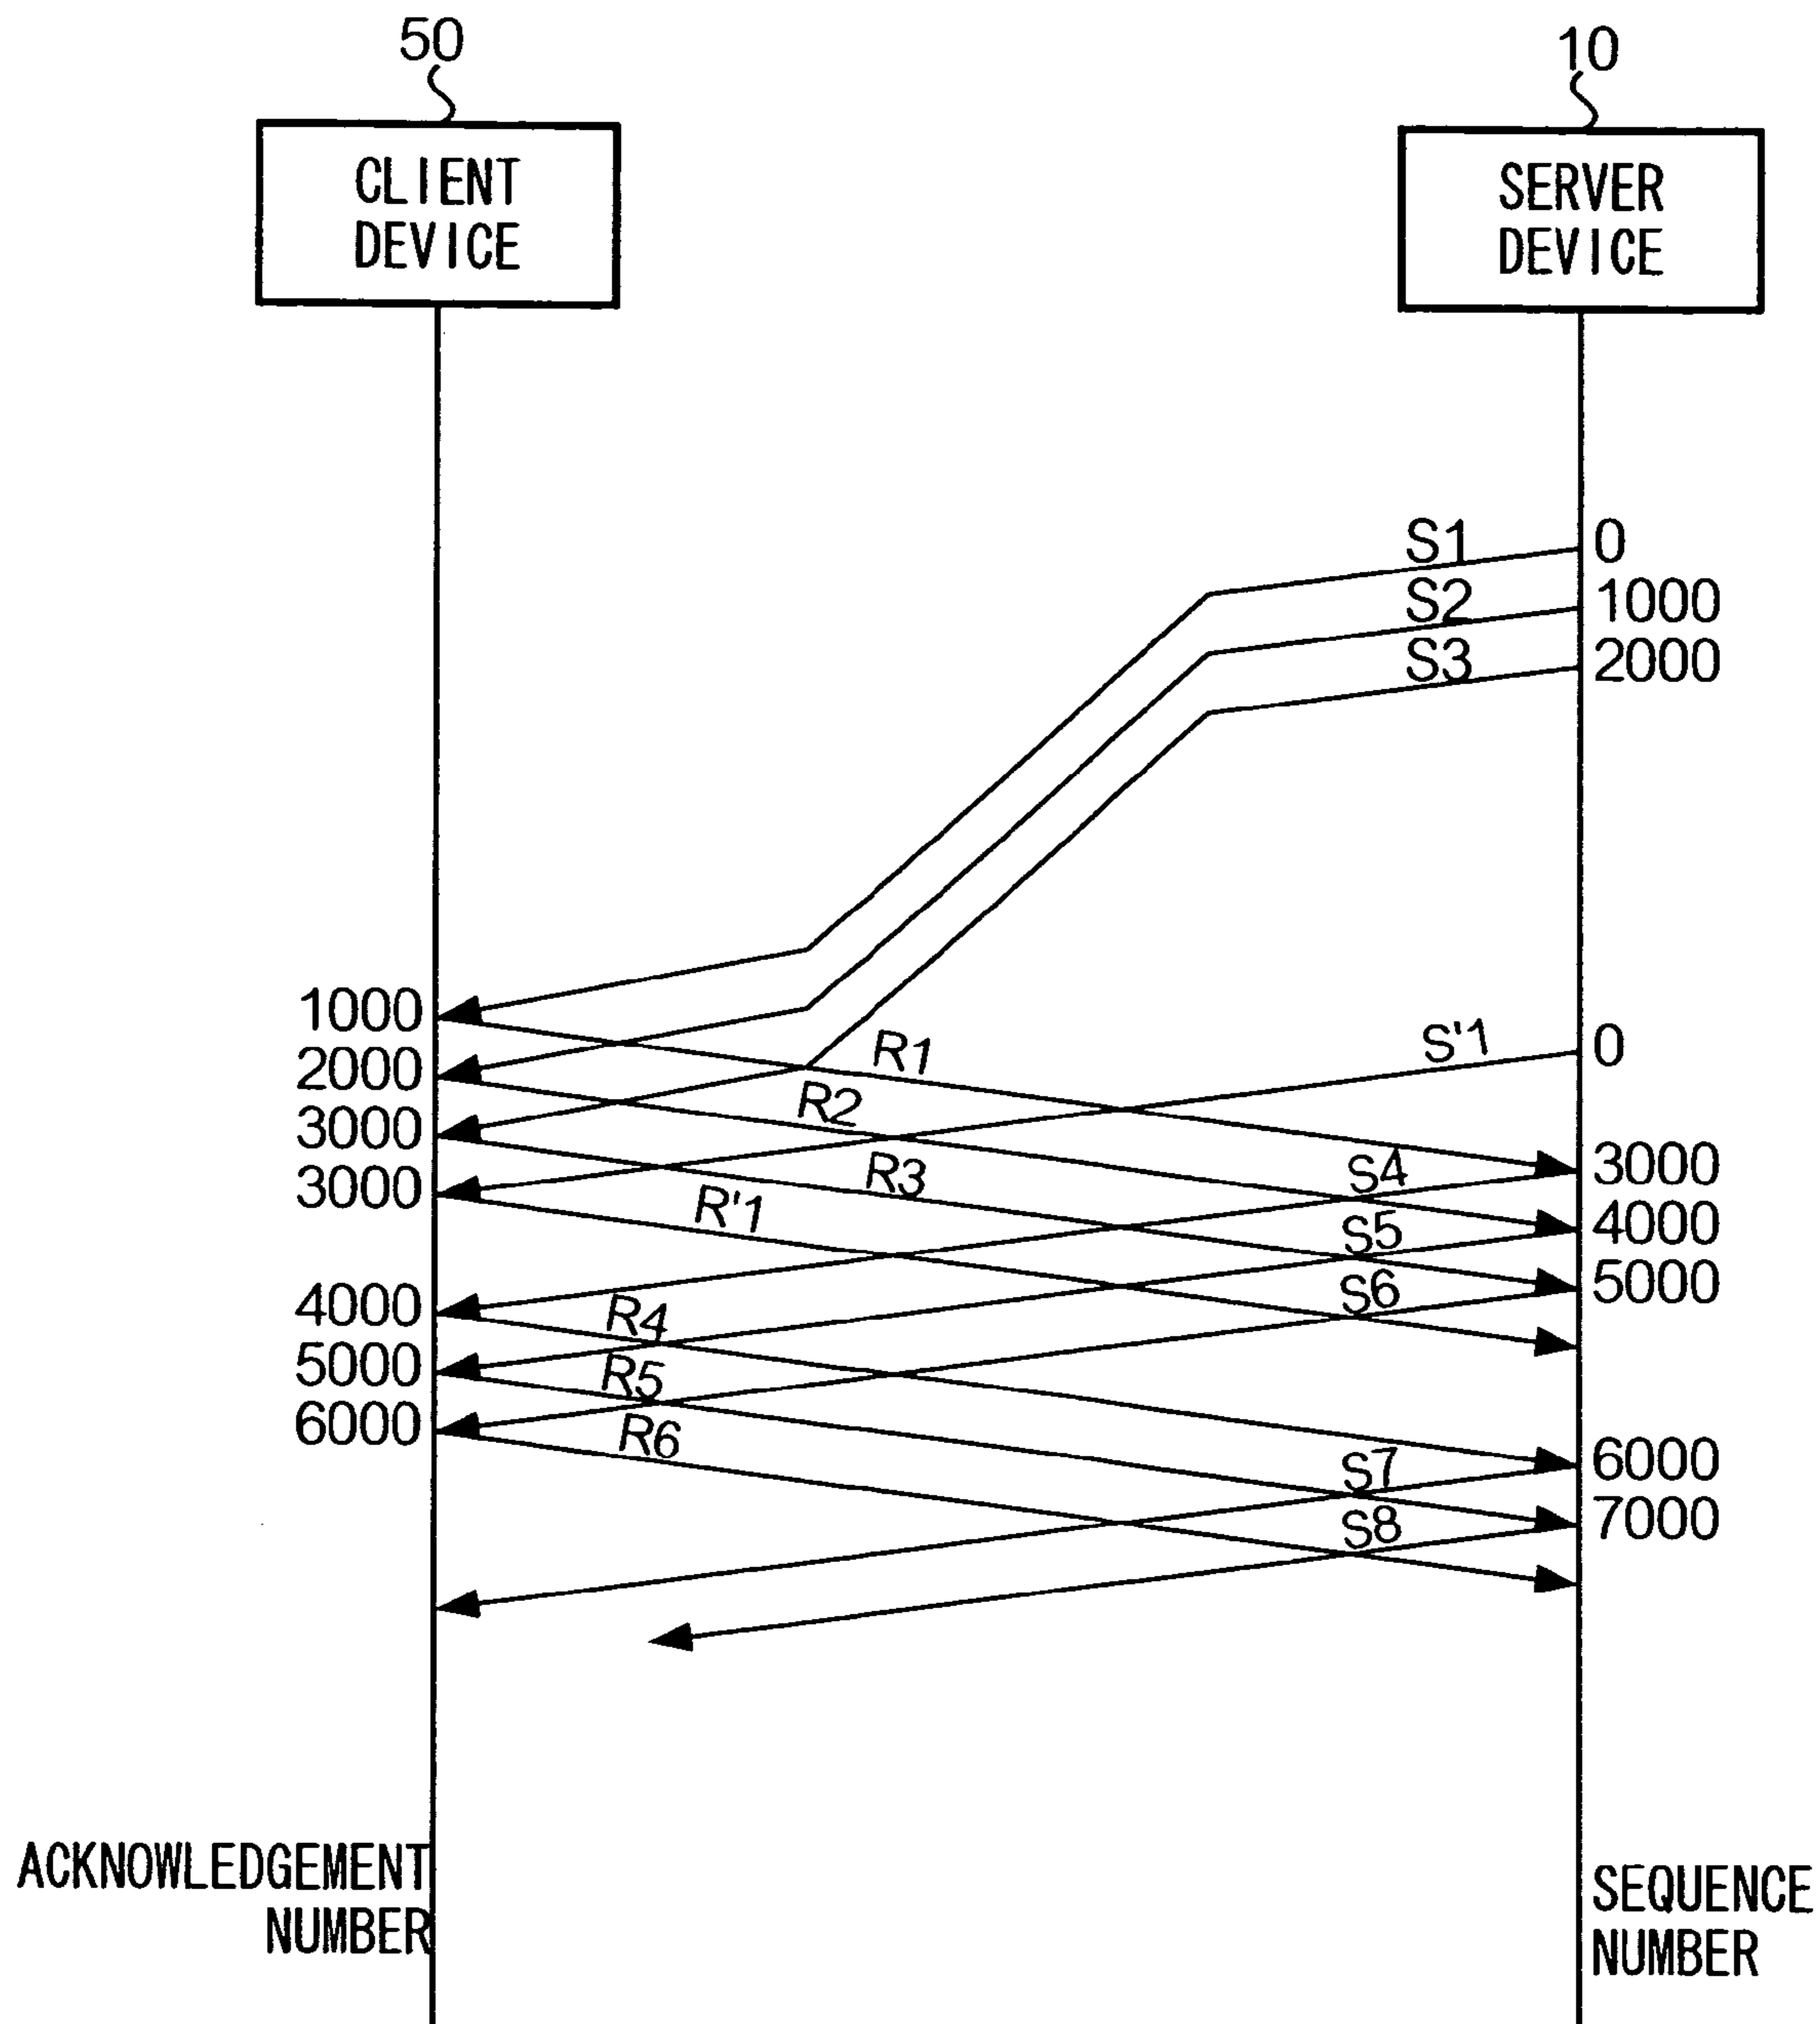 50
10
CLIENT
DEVICE
SERVER
DEVICE
S1
0
S2
1000
S3
2000
1000
R1
S'1
0
2000
R2
3000
R3
S4
3000
3000
R'1
S5
4000
4000
R4
S6
5000
5000
R5
6000
R6
S7
6000
S8
7000
ACKNOWLEDGEMENT
NUMBER
SEQUENCE
NUMBER